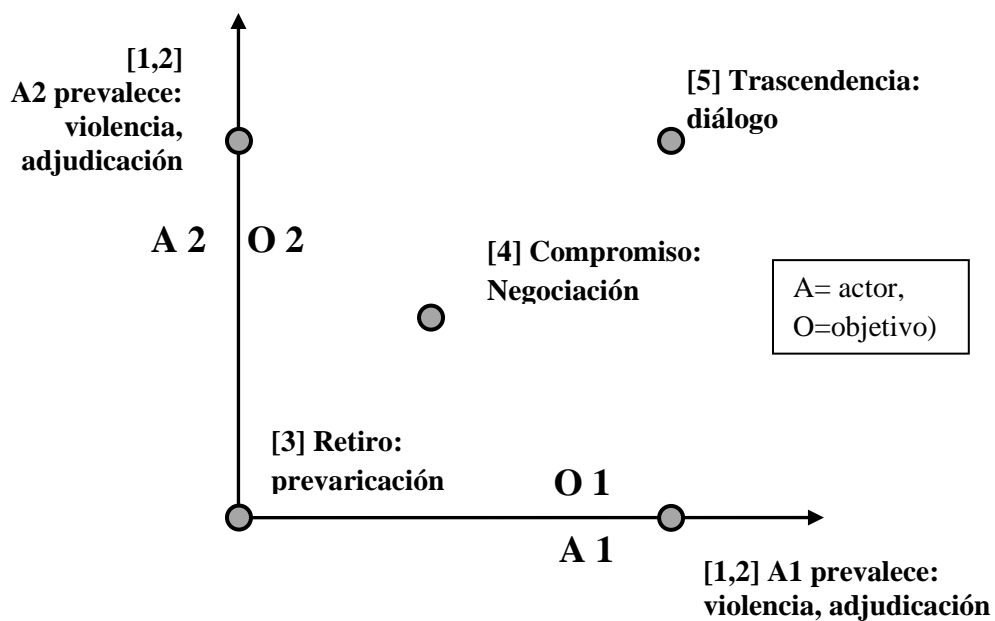 [1,2]
A2 prevalece:
violencia,
adjudicación
[5] Trascendencia:
diálogo
A 2
O 2
[4] Compromiso:
Negociación
A= actor,
O=objetivo)
[3] Retiro:
prevaricación
O 1
A 1
[1,2] A1 prevalece:
violencia, adjudicación